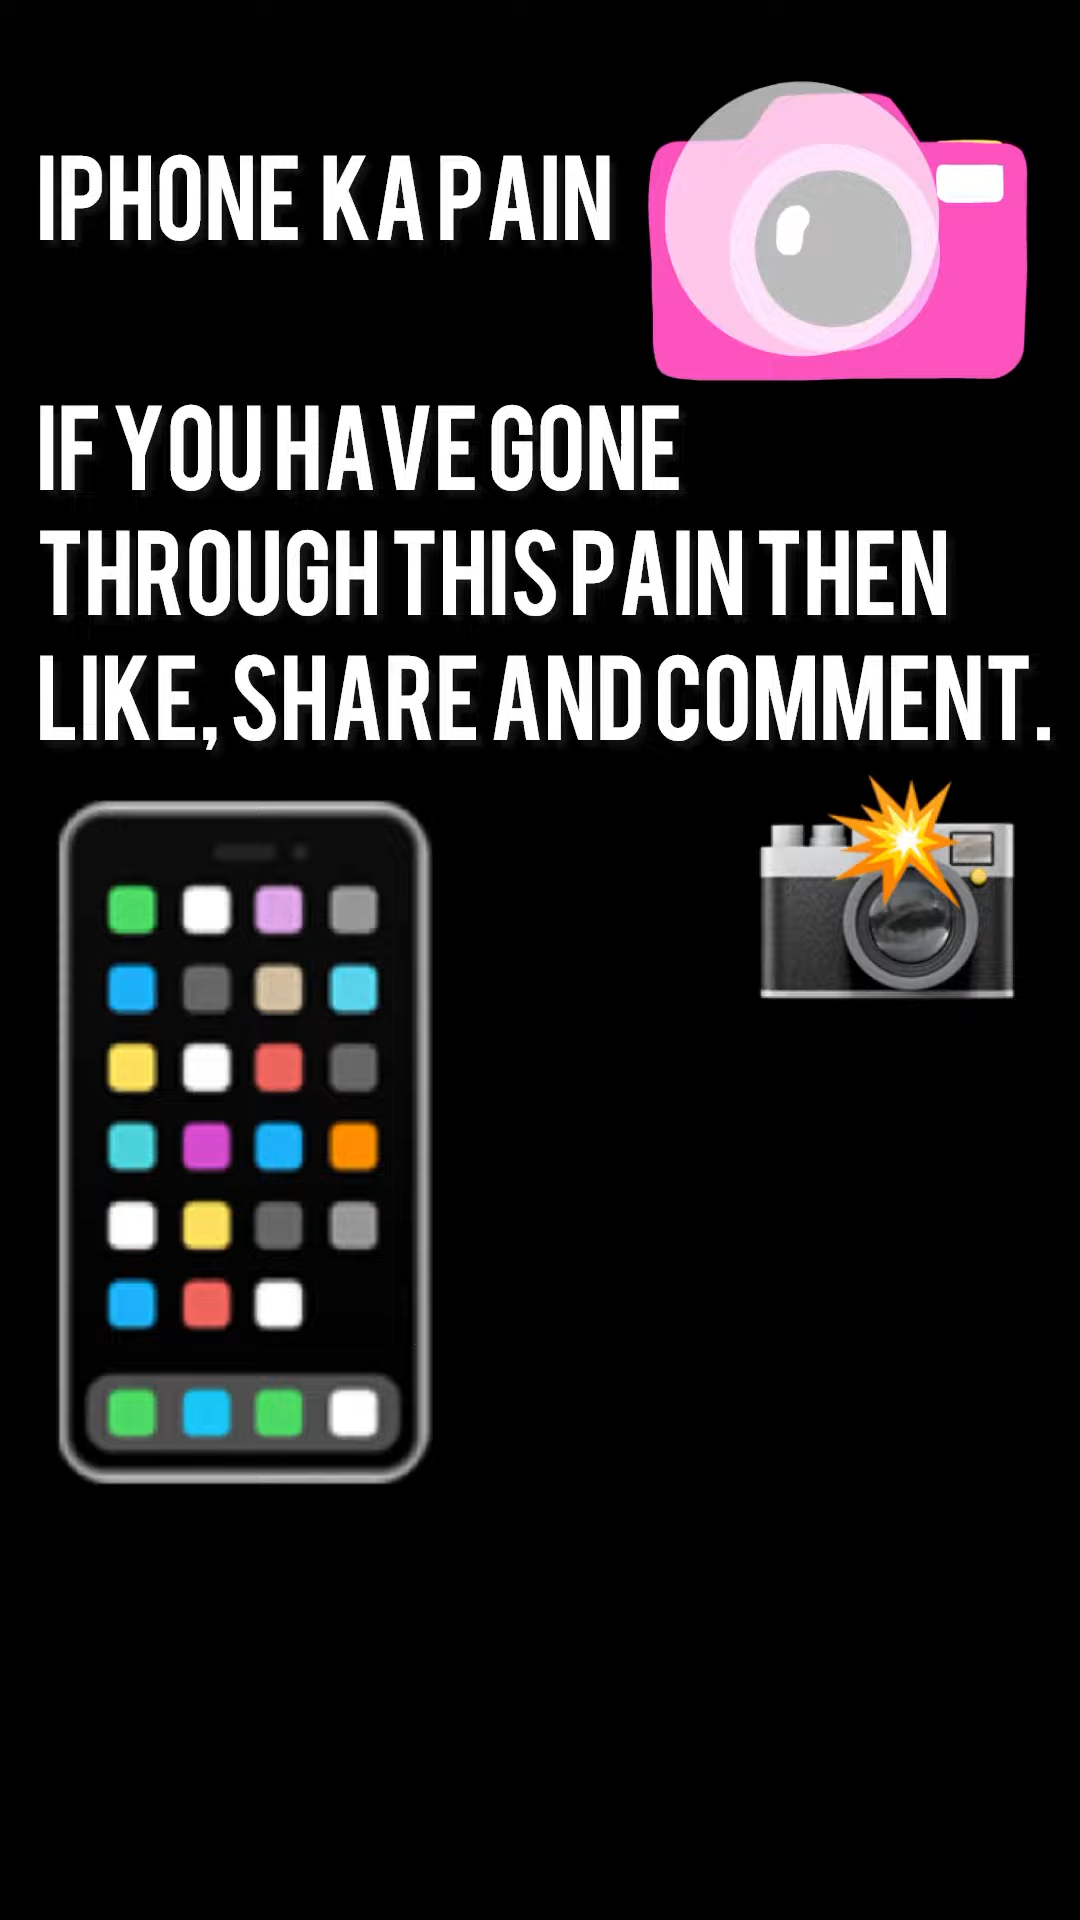 IPHONE KA PAIN
IF YOU HAVE GONE
THROUGH THIS PAIN THEN
LIKE, SHARE AND COMMENT.